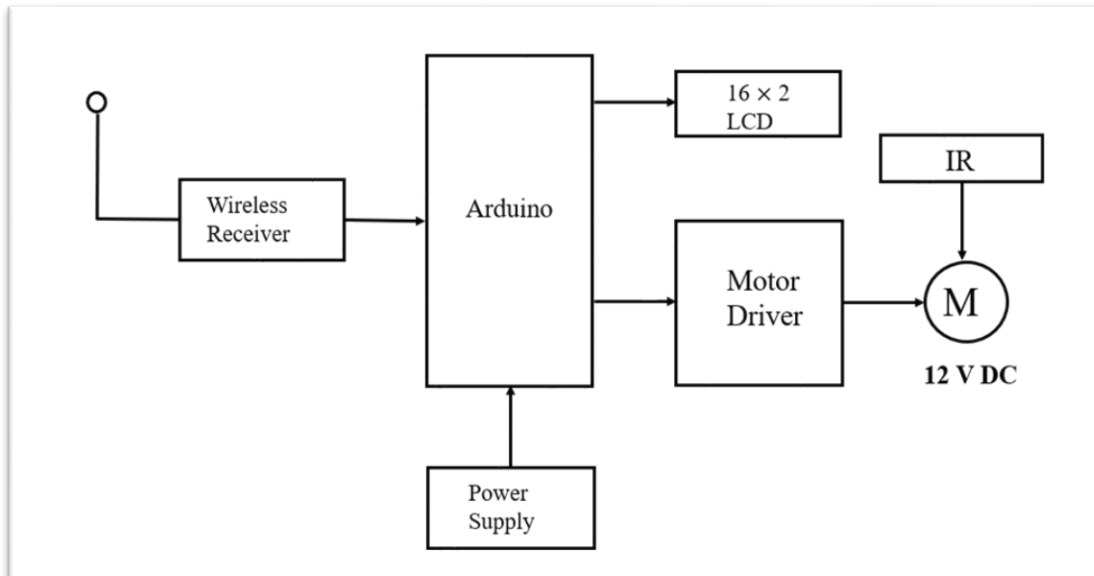 16 × 2
LCD
IR
Wireless
Receiver
Arduino
Motor
Driver
M
12 V DC
Power
Supply